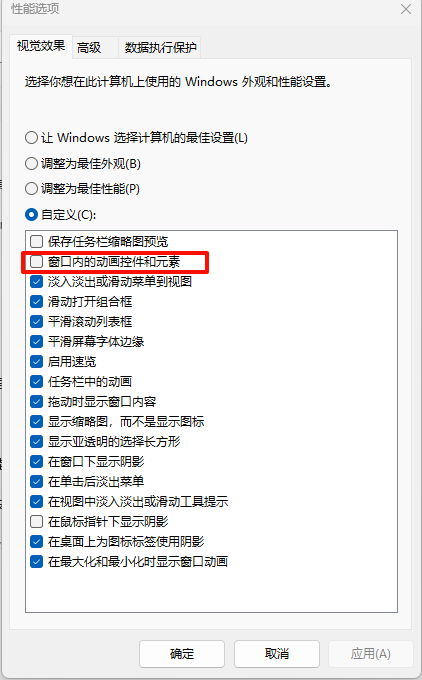 性能选项
视觉效果 高级 数据执行保护
选择你想在此计算机上使用的 Windows 外观和性能设置。
让 Windows 选择计算机的最佳设置(L)
调整为最佳外观(B)
调整为最佳性能(P)
自定义(C):
保存任务栏缩略图预览
窗口内的动画控件和元素
淡入淡出或滑动菜单到视图
滑动打开组合框
平滑滚动列表框
平滑屏幕字体边缘
启用速览
任务栏中的动画
拖动时显示窗口内容
显示缩略图，而不是显示图标
显示亚透明的选择长方形
在窗口下显示阴影
在单击后淡出菜单
在视图中淡入淡出或滑动工具提示
在鼠标指针下显示阴影
在桌面上为图标标签使用阴影
在最大化和最小化时显示窗口动画
确定 取消 应用(A)